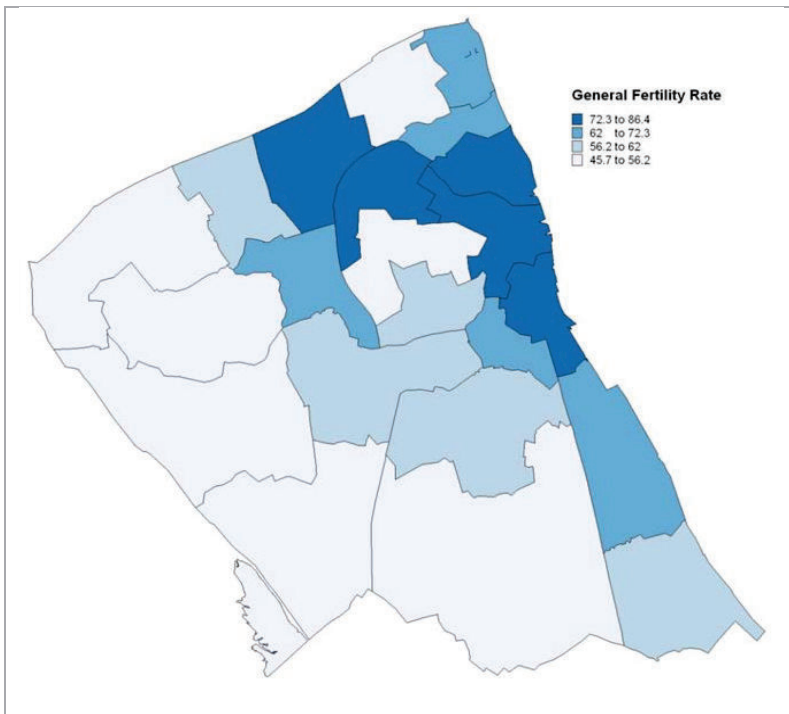 General Fertility Rate
72.3 to 86.4
62 to 72.3
56.2 to 62
45.7 to 56.2